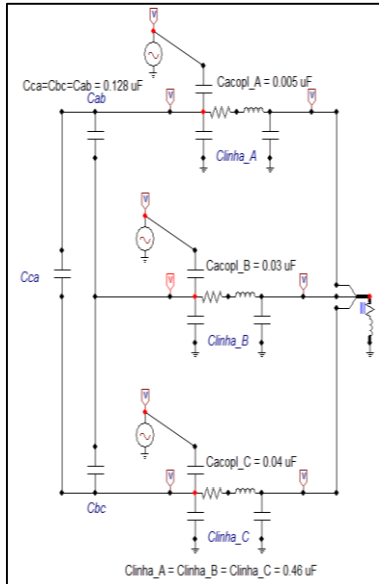 V
Cca=Cbc=Cab = 0.128 uF
Cacopl_A = 0.005 uF
Cab
V
V
Clinha_A
V
Cacopl_B = 0.03 uF
Cca
V
V
Clinha_B
V
Cacopl_C = 0.04 uF
V
V
Cbc
Clinha_C
Clinha_A = Clinha_B = Clinha_C = 0.46 uF